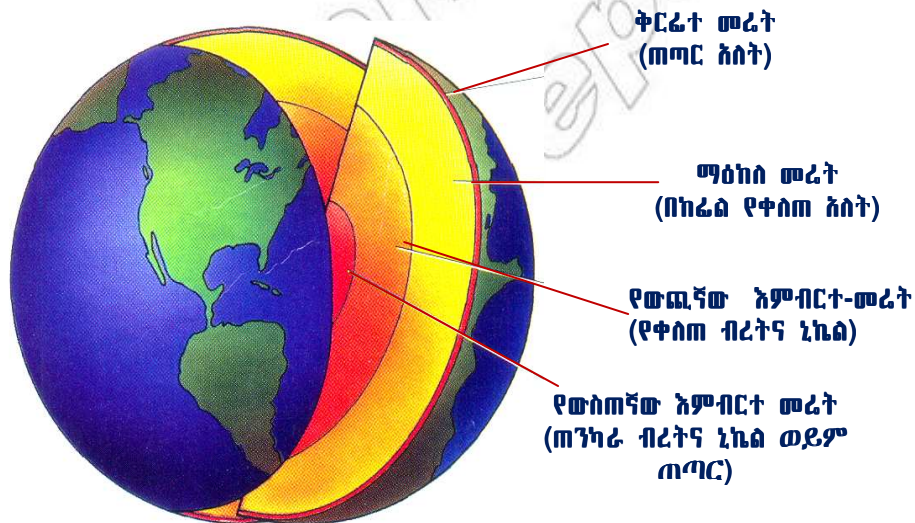 ቅርፊተ መሬት
(ጠጣር አለት)
ማዕከለ መሬት
(በከፊል የቀለጠ አለት)
የውጪኛው እምብርተ-መሬት
(የቀለጠ ብረትና ኒኬል)
የውስጠኛው እምብርተ መሬት
(ጠንካራ ብረትና ኒኬል ወይም
ጠጣር)